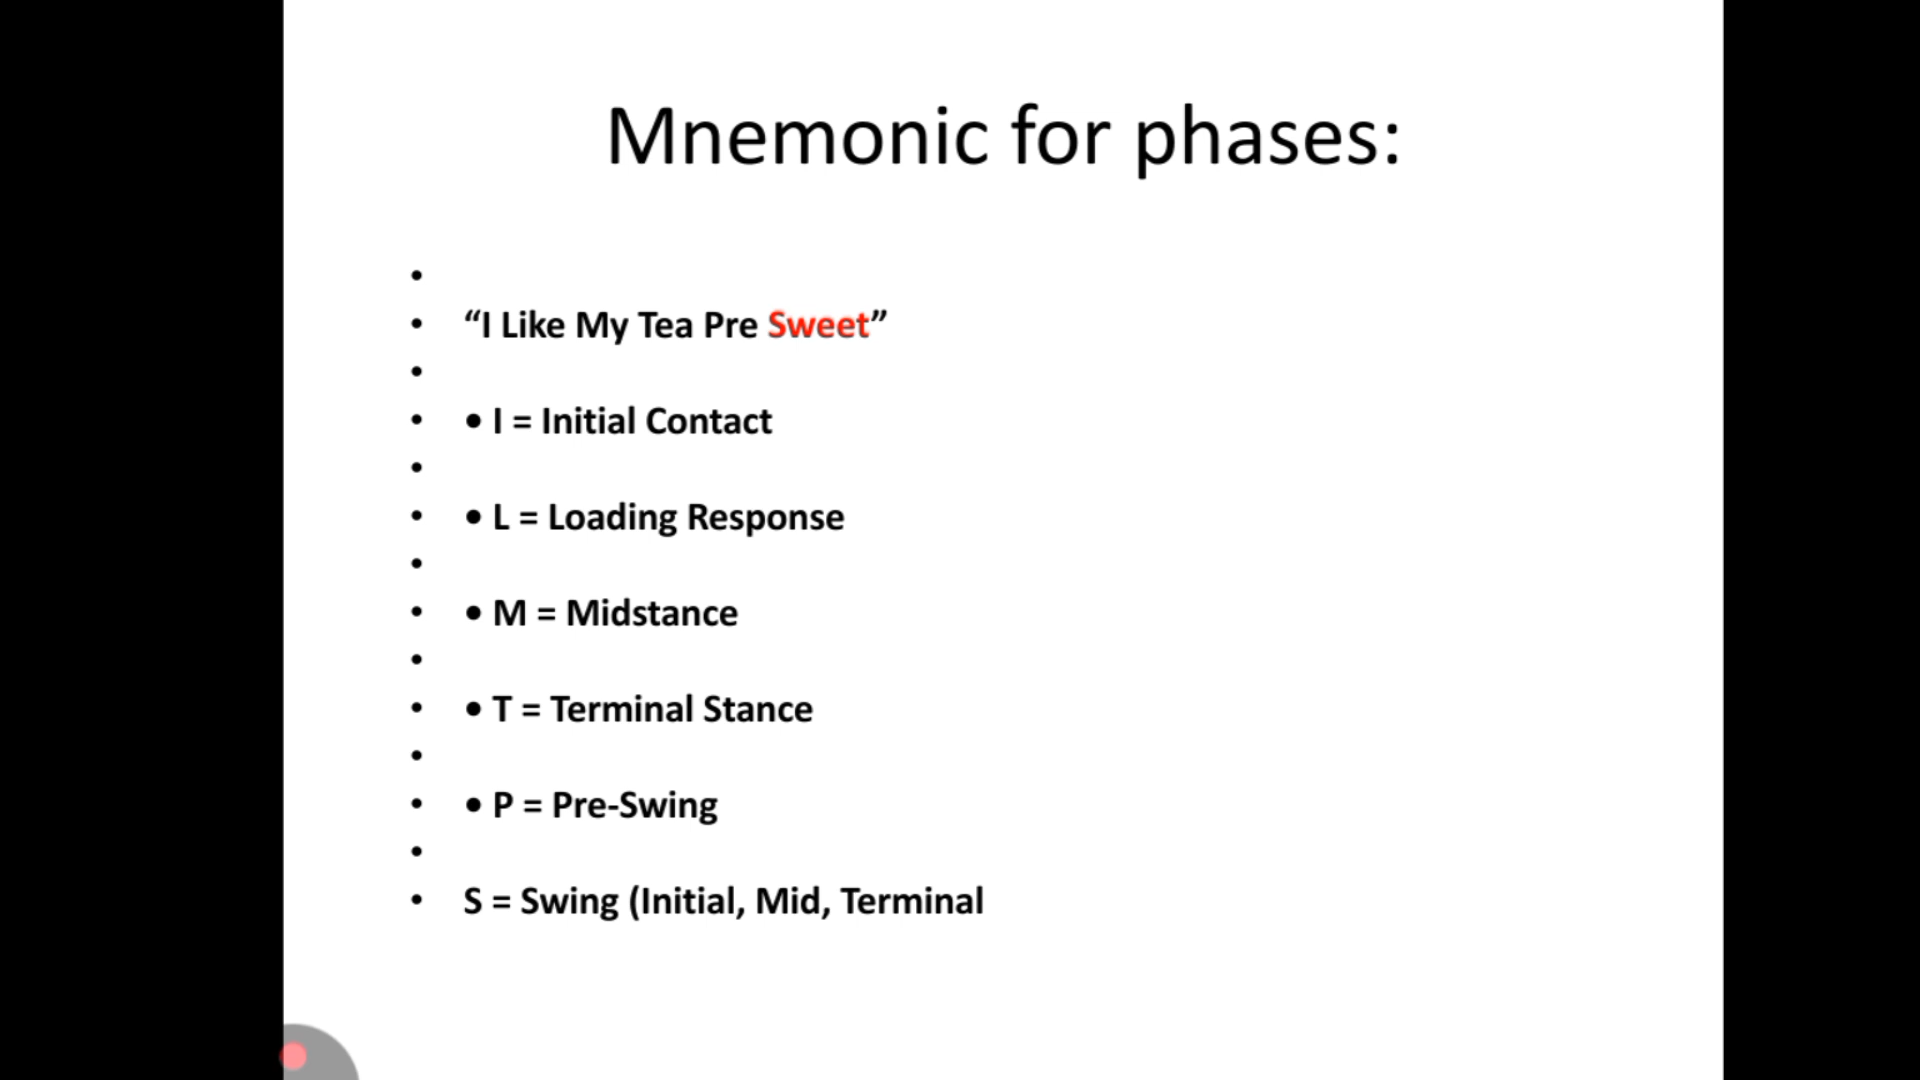 Mnemonic for phases:
•
• “I Like My Tea Pre Sweet”
•
• • I = Initial Contact
•
• • L = Loading Response
•
• • M = Midstance
•
• • T = Terminal Stance
•
• • P = Pre-Swing
•
• S = Swing (Initial, Mid, Terminal